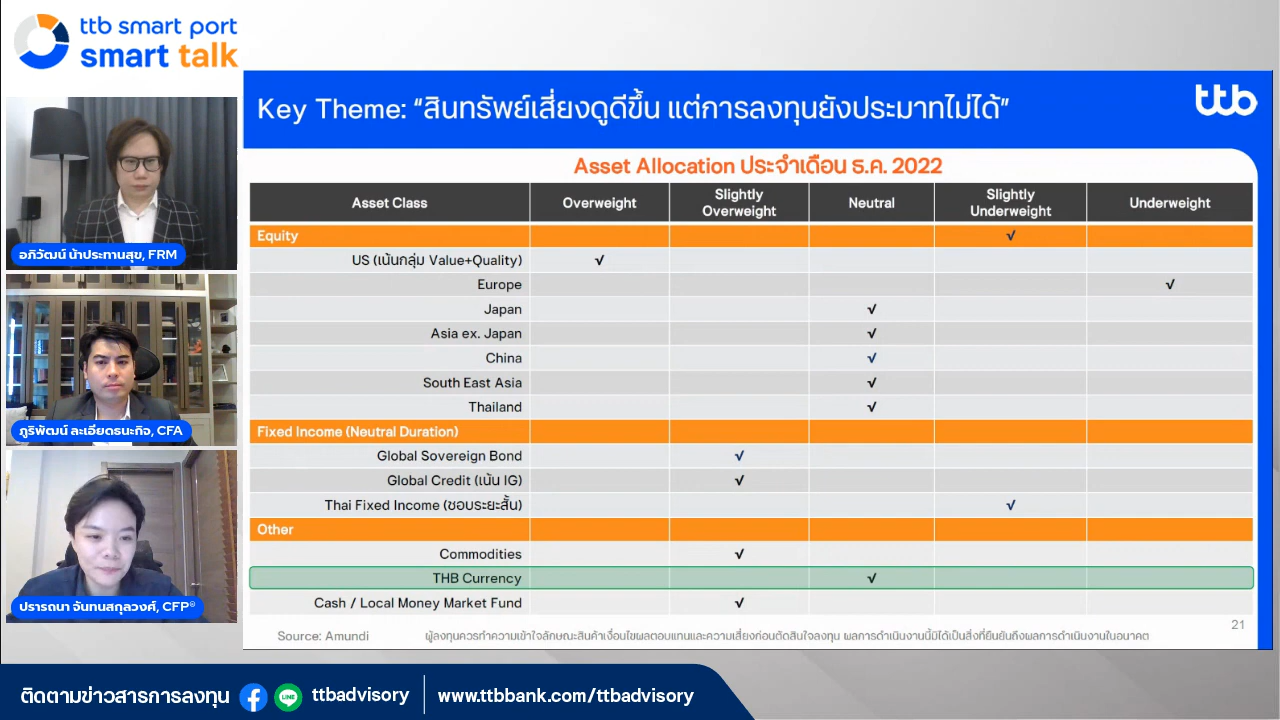 ttb smart port
smart talk
อภิวัฒน์ น้าประทานสุข, FRM
ภูริพัฒน์ ละเอียดธนะกิจ, CFA
ปรารถนา จันทนสกุลวงศ์, CFP®
Key Theme: “สินทรัพย์เสี่ยงดูดีขึ้น แต่การลงทุนยังประมาทไม่ได้”
ttb
Asset Allocation ประจำเดือน ธ.ค. 2022
Asset Class Overweight Slightly Overweight Neutral Slightly Underweight Underweight
Equity √
US (เน้นกลุ่ม Value+Quality) √
Europe √
Japan √
Asia ex. Japan √
China √
South East Asia √
Thailand √
Fixed Income (Neutral Duration)
Global Sovereign Bond √
Global Credit (เน้น IG) √
Thai Fixed Income (ชอบระยะสั้น) √
Other
Commodities √
THB Currency √
Cash / Local Money Market Fund √
21
Source: Amundi ผู้ลงทุนควรทำความเข้าใจลักษณะสินค้าเงื่อนไขผลตอบแทนและความเสี่ยงก่อนตัดสินใจลงทุน ผลการดำเนินงานนี้มิได้เป็นสิ่งที่ยืนยันถึงผลการดำเนินงานในอนาคต
ติดตามข่าวสารการลงทุน f LINE ttbadvisory www.ttbbank.com/ttbadvisory